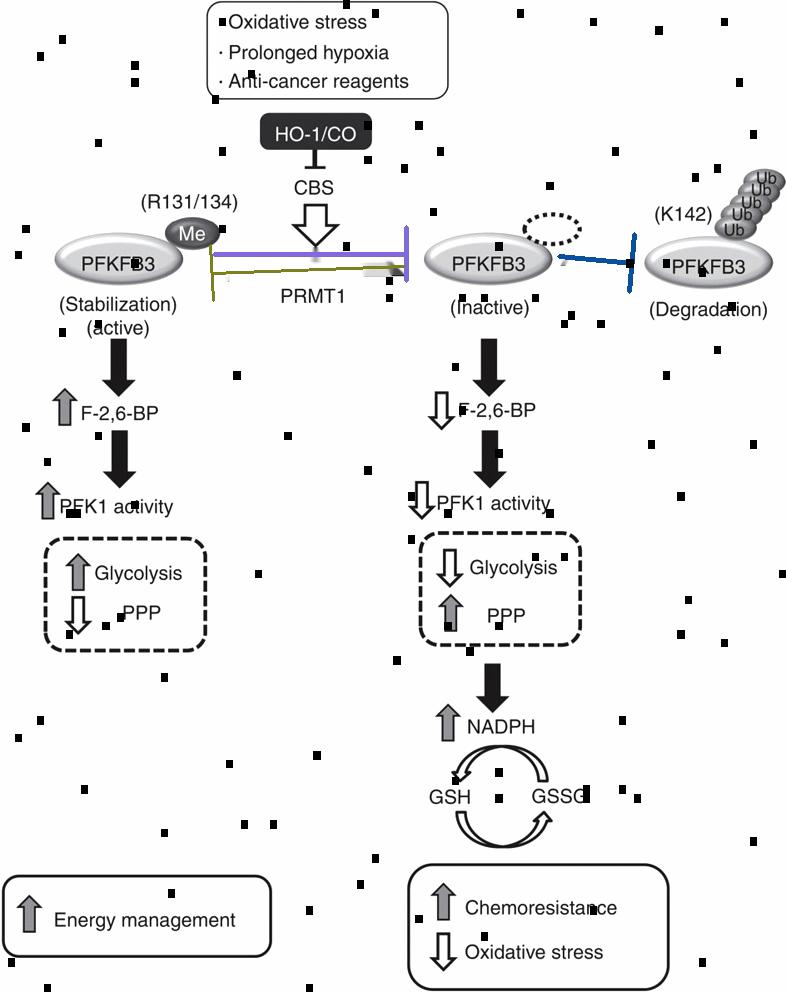 · Oxidative stress
· Prolonged hypoxia
· Anti-cancer reagents
HO-1/CO
CBS
(R131/134)
Me
PFKFB3
(Stabilization)
(active)
PRMT1
PFKFB3
(Inactive)
(K142)
Ub
Ub
Ub
Ub
Ub
PFKFB3
(Degradation)
F-2,6-BP
PFK1 activity
Glycolysis
PPP
Energy management
F-2,6-BP
PFK1 activity
Glycolysis
PPP
NADPH
GSH
GSSG
Chemoresistance
Oxidative stress